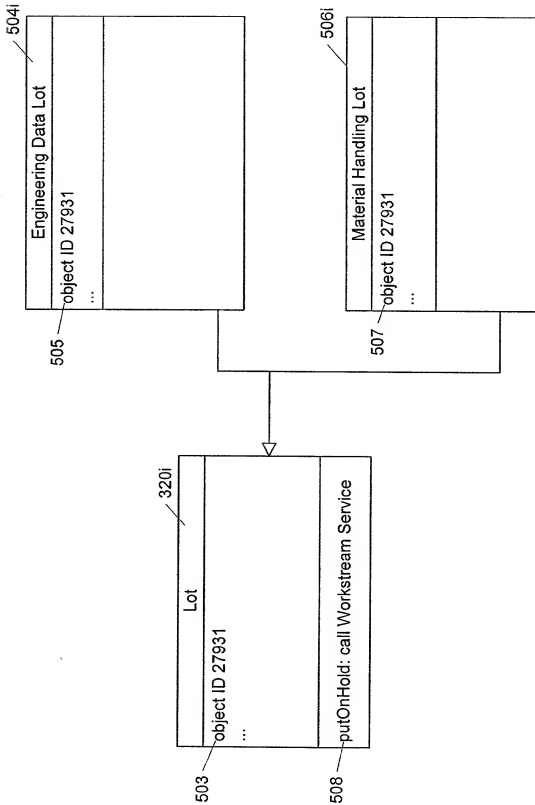 504i
Engineering Data Lot
505
object ID 27931
...
506i
Material Handling Lot
507
object ID 27931
...
320i
Lot
503
object ID 27931
...
508
putOnHold: call Workstream Service